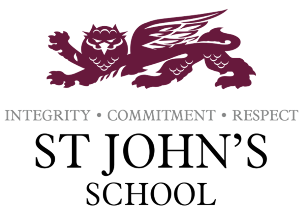 INTEGRITY • COMMITMENT • RESPECT
ST JOHN'S
SCHOOL